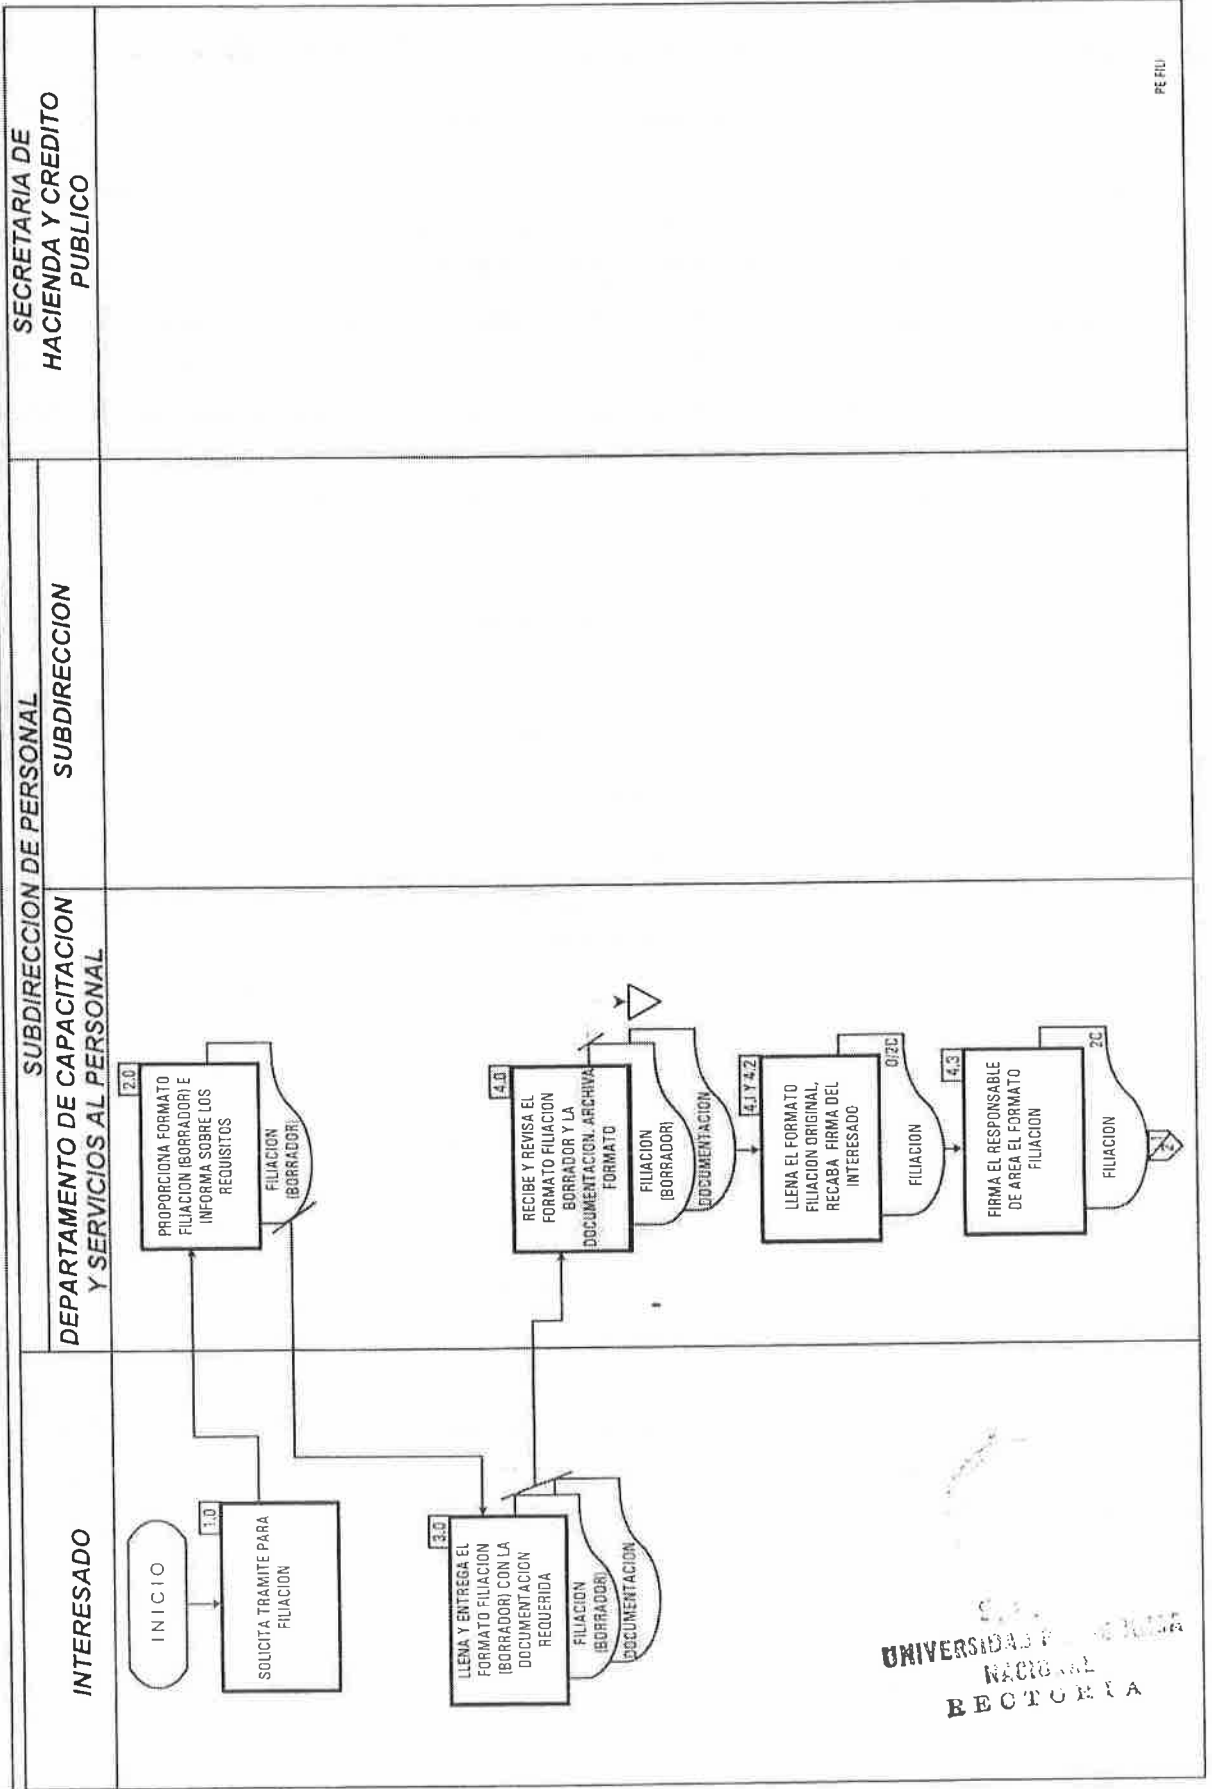 SUBDIRECCION DE PERSONAL
SECRETARIA DE
HACIENDA Y CREDITO
PUBLICO
INTERESADO
DEPARTAMENTO DE CAPACITACION
Y SERVICIOS AL PERSONAL
SUBDIRECCION
INICIO
1.0
SOLICITA TRAMITE PARA
FILIACION
2.0
PROPORCIONA FORMATO
FILIACION (BORRADOR) E
INFORMA SOBRE LOS
REQUISITOS
FILIACION
(BORRADOR)
3.0
LLENA Y ENTREGA EL
FORMATO FILIACION
(BORRADOR) CON LA
DOCUMENTACION
REQUERIDA
FILIACION
(BORRADOR)
DOCUMENTACION
4.0
RECIBE Y REVISA EL
FORMATO FILIACION
BORRADOR Y LA
DOCUMENTACION. ARCHIVA
FORMATO
FILIACION
(BORRADOR)
DOCUMENTACION
4.1 Y 4.2
LLENA EL FORMATO
FILIACION ORIGINAL,
RECABA FIRMA DEL
INTERESADO
0/2C
FILIACION
4.3
FIRMA EL RESPONSABLE
DE AREA EL FORMATO
FILIACION
2C
FILIACION
UNIVERSIDAD
NACIONAL
RECTORIA
PE FILI